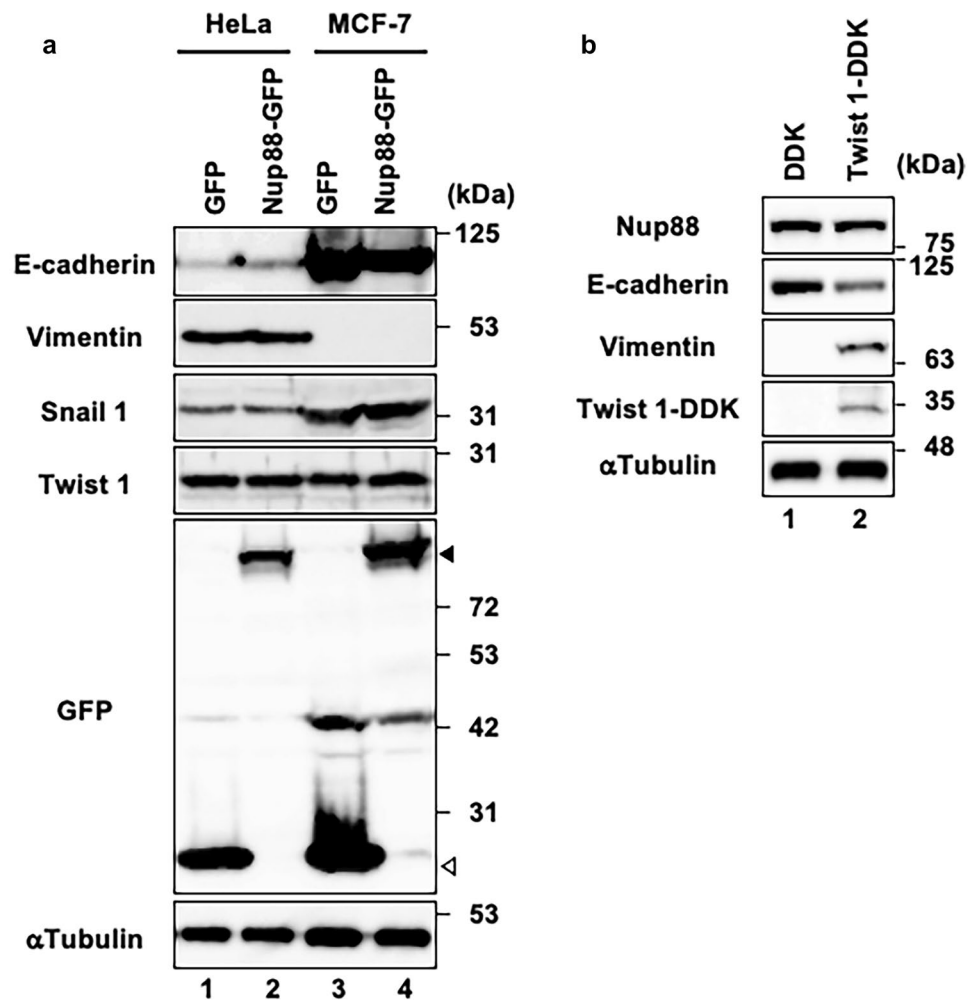 a
HeLa MCF-7
GFP Nup88-GFP GFP Nup88-GFP (kDa)
E-cadherin 125
Vimentin 53
Snail 1 31
Twist 1 31
GFP
72
53
42
31
αTubulin 53
1 2 3 4
b
DDK Twist 1-DDK (kDa)
Nup88 75
E-cadherin 125
Vimentin 63
Twist 1-DDK 35
αTubulin 48
1 2